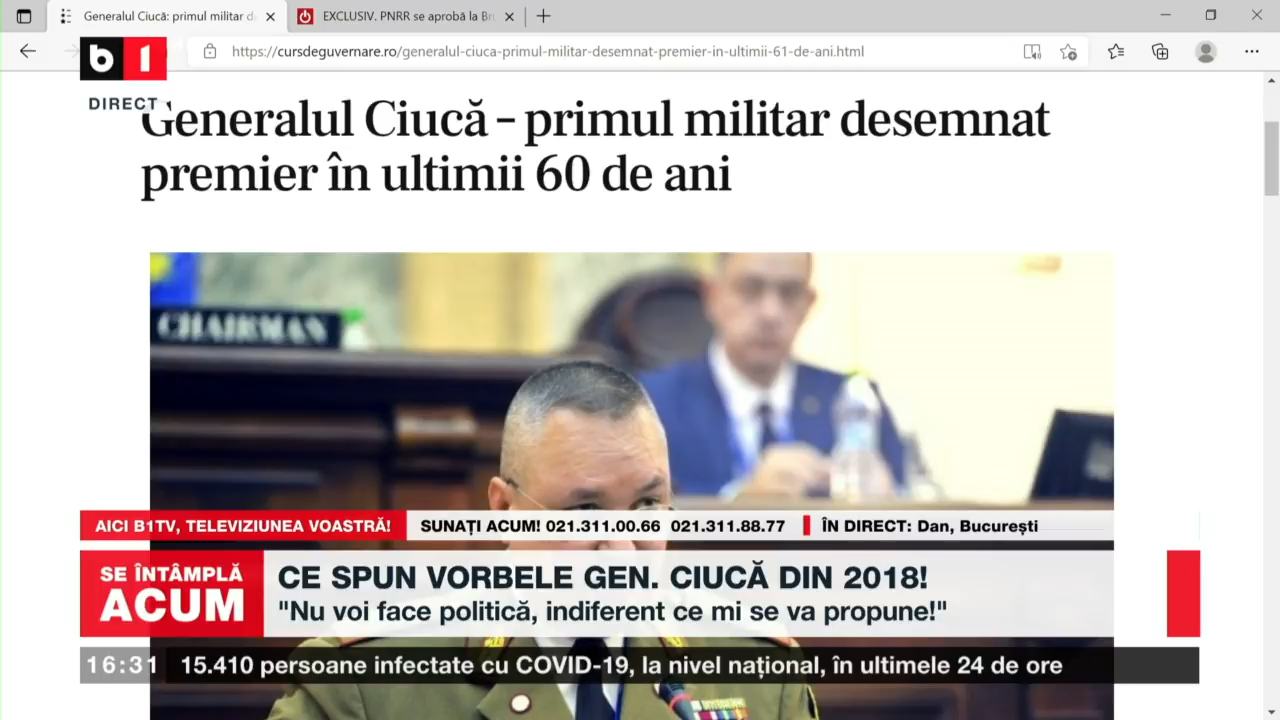 Generalul Ciucă: primul militar d
EXCLUSIV. PNRR se aprobă la Br
https://cursdeguvernare.ro/generalul-ciuca-primul-militar-desemnat-premier-in-ultimii-61-de-ani.html
b 1
DIRECT
Generalul Ciucă – primul militar desemnat
premier în ultimii 60 de ani
CHAIRMAN
AICI B1TV, TELEVIZIUNEA VOASTRĂ!
SUNAȚI ACUM! 021.311.00.66 021.311.88.77
ÎN DIRECT: Dan, București
SE ÎNTÂMPLĂ
ACUM
CE SPUN VORBELE GEN. CIUCĂ DIN 2018!
"Nu voi face politică, indiferent ce mi se va propune!"
16:31 15.410 persoane infectate cu COVID-19, la nivel național, în ultimele 24 de ore